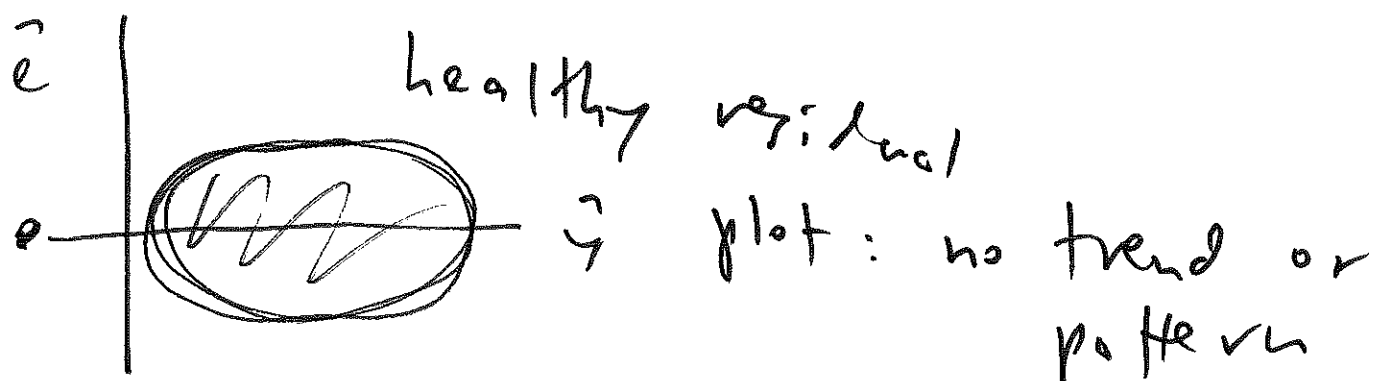 ê
healthy residual
0 ŷ plot: no trend or
pattern